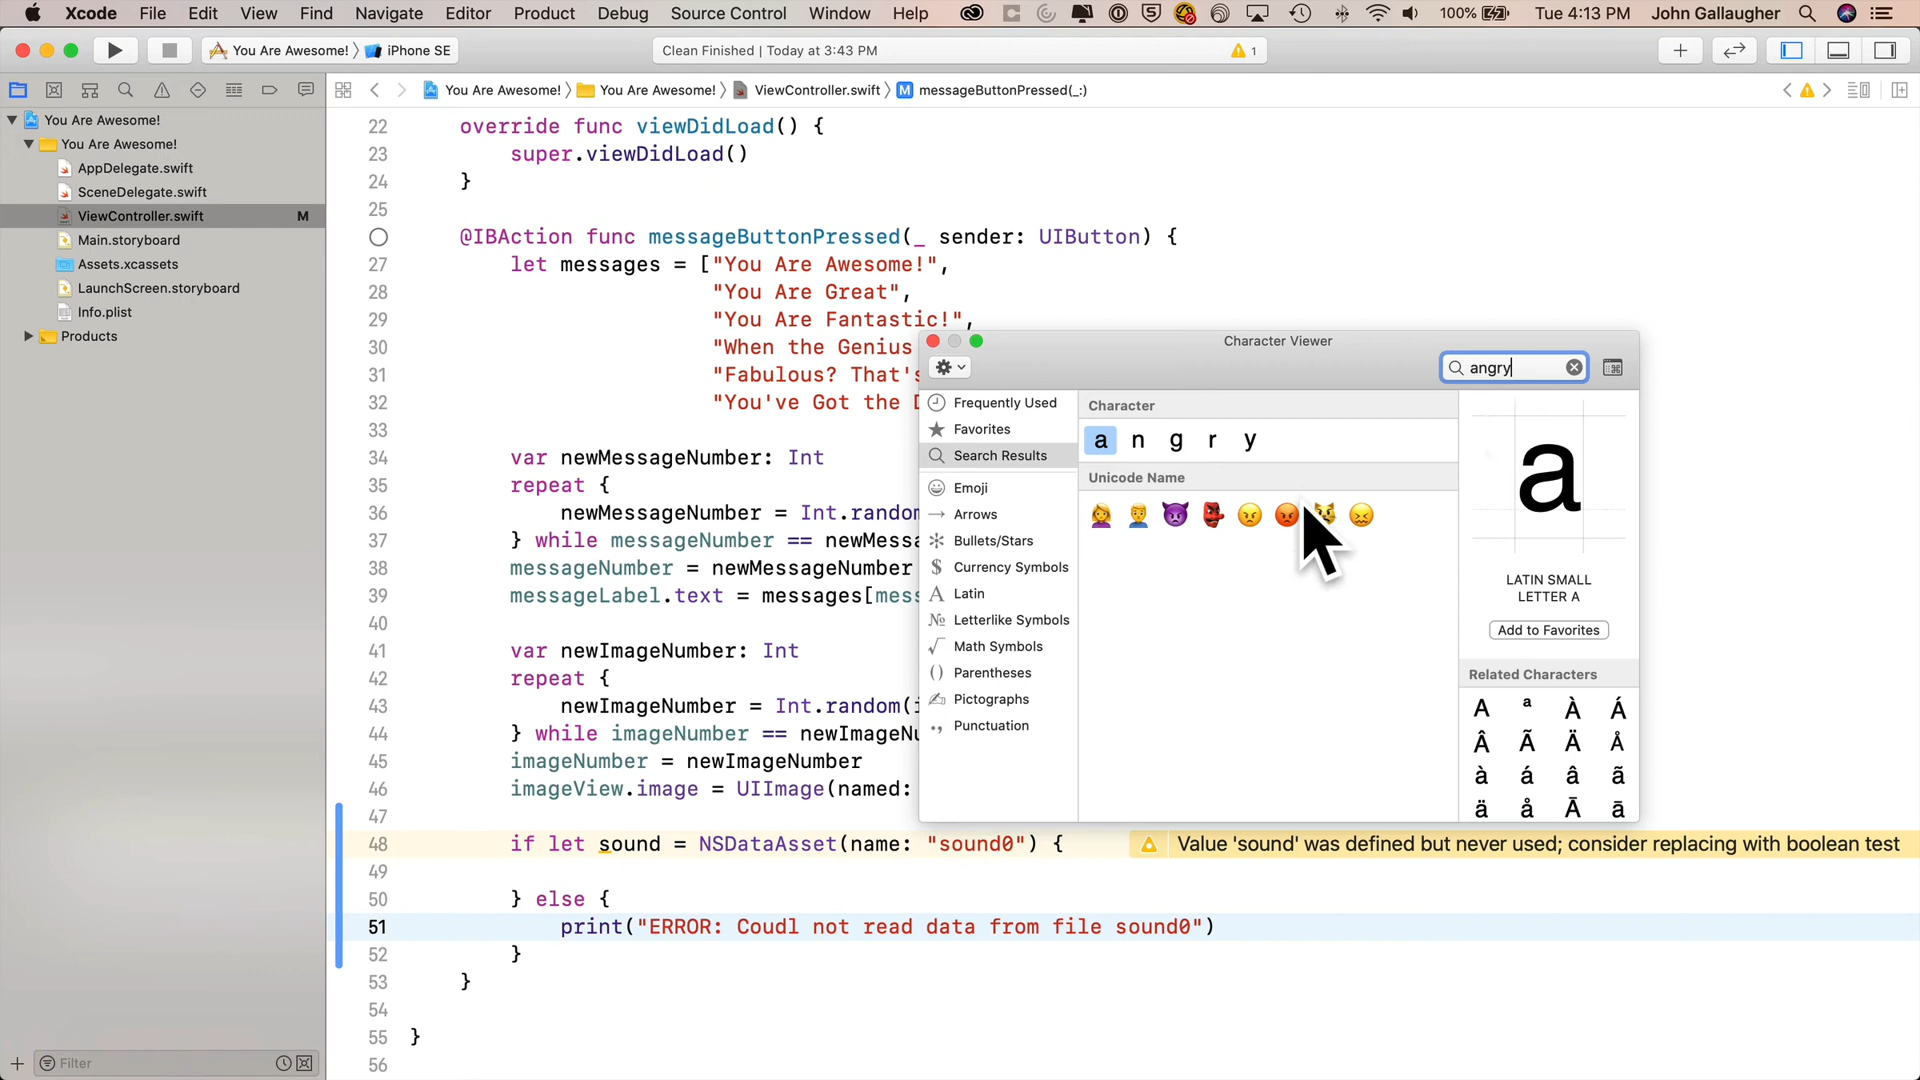 Xcode File Edit View Find Navigate Editor Product Debug Source Control Window Help 100% Tue 4:13 PM John Gallaugher
You Are Awesome! 〉 iPhone SE
Clean Finished | Today at 3:43 PM
1
You Are Awesome! 〉 You Are Awesome! 〉 ViewController.swift 〉 M messageButtonPressed(_:)
You Are Awesome!
You Are Awesome!
AppDelegate.swift
SceneDelegate.swift
ViewController.swift M
Main.storyboard
Assets.xcassets
LaunchScreen.storyboard
Info.plist
Products
Filter
22 override func viewDidLoad() {
23 super.viewDidLoad()
24 }
25
@IBAction func messageButtonPressed(_ sender: UIButton) {
27 let messages = ["You Are Awesome!",
28 "You Are Great",
29 "You Are Fantastic!",
30 "When the Genius
31 "Fabulous? That's
32 "You've Got the
33
34 var newMessageNumber: Int
35 repeat {
36 newMessageNumber = Int.random
37 } while messageNumber == newMessa
38 messageNumber = newMessageNumber
39 messageLabel.text = messages[mess
40
41 var newImageNumber: Int
42 repeat {
43 newImageNumber = Int.random(i
44 } while imageNumber == newImageNu
45 imageNumber = newImageNumber
46 imageView.image = UIImage(named:
47
48 if let sound = NSDataAsset(name: "sound0") {
Value 'sound' was defined but never used; consider replacing with boolean test
49
50 } else {
51 print("ERROR: Coudl not read data from file sound0")
52 }
53 }
54
55 }
56
Character Viewer
angry
Frequently Used
Favorites
Search Results
Emoji
Arrows
Bullets/Stars
Currency Symbols
Latin
Letterlike Symbols
Math Symbols
Parentheses
Pictographs
Punctuation
Character
a n g r y
Unicode Name
a
LATIN SMALL
LETTER A
Add to Favorites
Related Characters
A ª À Á
Â Ã Ä Å
à á â ã
ä å Ā ā